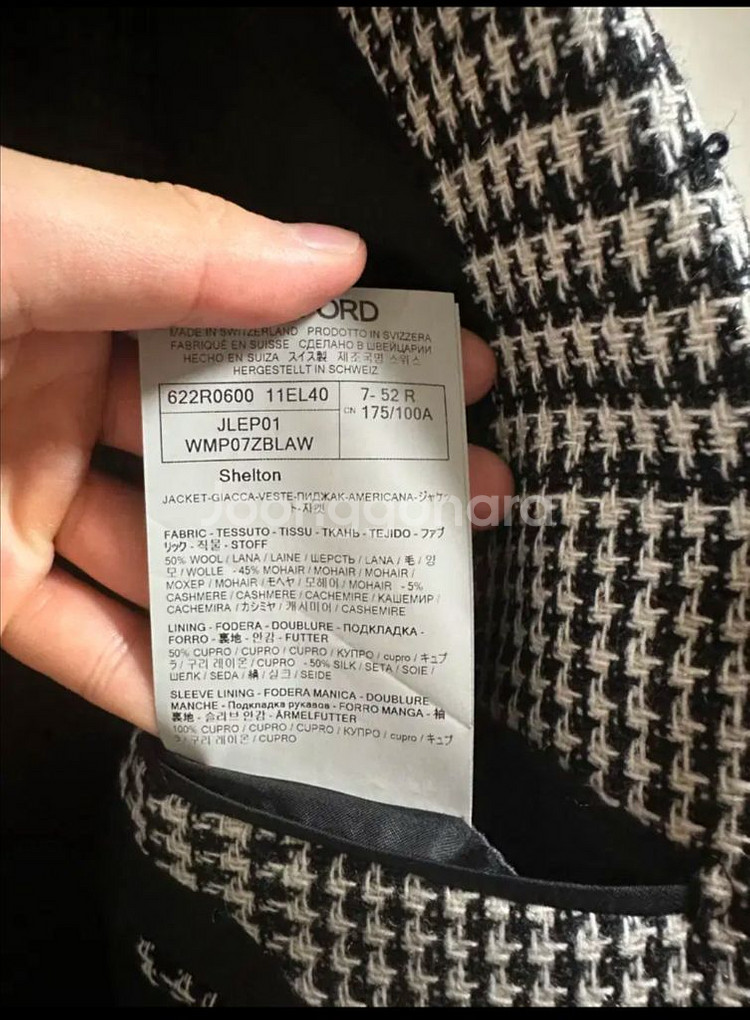 FORD
MADE IN SWITZERLAND PRODOTTO IN SVIZZERA
FABRIQUÉ EN SUISSE СДЕЛАНО В ШВЕЙЦАРИИ
HECHO EN SUIZA スイス製 제조국명 스위스
HERGESTELLT IN SCHWEIZ
622R0600 11EL40
7- 52 R
CN 175/100A
JLEP01
WMP07ZBLAW
Shelton
JACKET-GIACCA-VESTE-ПИДЖАК-AMERICANA-ジャケッ
ト-자켓
FABRIC - TESSUTO - TISSU - ТКАНЬ - TEJIDO - ファブ
リック - 직물 - STOFF
50% WOOL / LANA / LAINE / ШЕРСТЬ / LANA / 毛 / 양
모 / WOLLE - 45% MOHAIR / MOHAIR / MOHAIR /
МОХЕР / MOHAIR / モヘヤ / 모헤어 / MOHAIR - 5%
CASHMERE / CASHMERE / CACHEMIRE / КАШЕМИР /
CACHEMIRA / カシミヤ / 캐시미어 / CASHMERE
LINING - FODERA - DOUBLURE - ПОДКЛАДКА -
FORRO - 裏地 - 안감 - FUTTER
50% CUPRO / CUPRO / CUPRO / КУПРО / cupro / キュプ
ラ / 구리 레이온 / CUPRO - 50% SILK / SETA / SOIE /
ШЕЛК / SEDA / 絹 / 실크 / SEIDE
SLEEVE LINING - FODERA MANICA - DOUBLURE
MANCHE - Подкладка рукавов - FORRO MANGA - 袖
裏地 - 슬리브 안감 - ÄRMELFUTTER
100% CUPRO / CUPRO / CUPRO / КУПРО / cupro / キュプ
ラ / 구리 레이온 / CUPRO